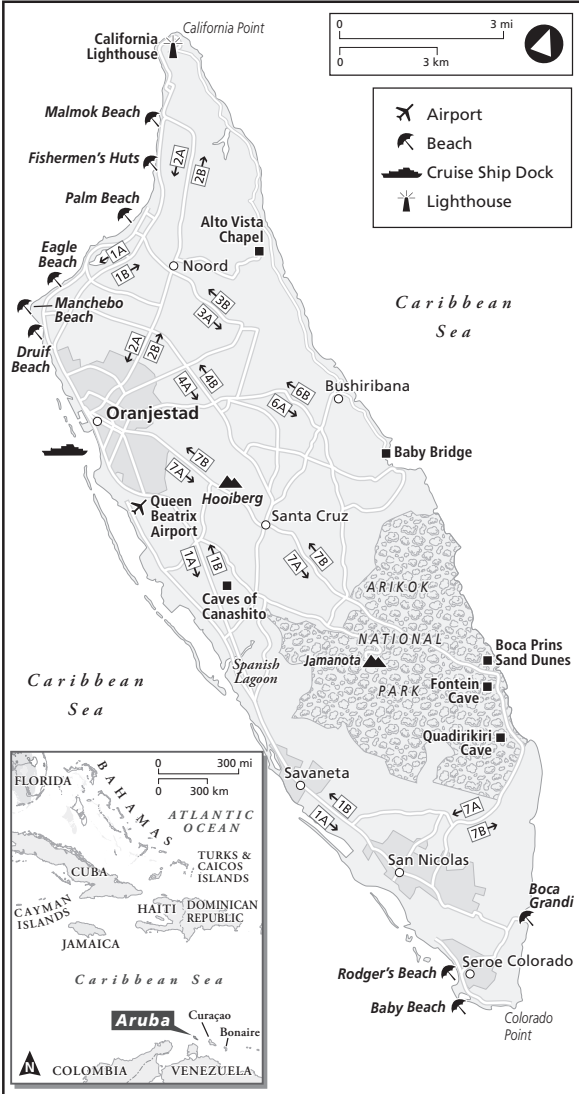 California Point
California
Lighthouse
0 3 mi
0 3 km
Airport
Beach
Cruise Ship Dock
Lighthouse
Malmok Beach
2A
2B
Fishermen's Huts
Palm Beach
Alto Vista
Chapel
1A
1B
Noord
Eagle
Beach
Manchebo
Beach
Druif
Beach
3B
3A
Caribbean
Sea
2A
2B
4A
4B
6B
6A
Bushiribana
Oranjestad
Baby Bridge
7B
7A
Hooiberg
Queen
Beatrix
Airport
Santa Cruz
1A
1B
7A
7B
Caves of
Canashito
ARIKOK
NATIONAL
PARK
Jamanota
Boca Prins
Sand Dunes
Fontein
Cave
Quadirikiri
Cave
Spanish
Lagoon
Caribbean
Sea
Savaneta
1B
1A
7A
7B
San Nicolas
Boca
Grandi
Rodger's Beach
Seroe Colorado
Baby Beach
Colorado
Point
0 300 mi
0 300 km
FLORIDA
BAHAMAS
ATLANTIC
OCEAN
TURKS &
CAICOS
ISLANDS
CUBA
CAYMAN
ISLANDS
HAITI
DOMINICAN
REPUBLIC
JAMAICA
Caribbean Sea
Aruba
Curaçao
Bonaire
N
COLOMBIA
VENEZUELA